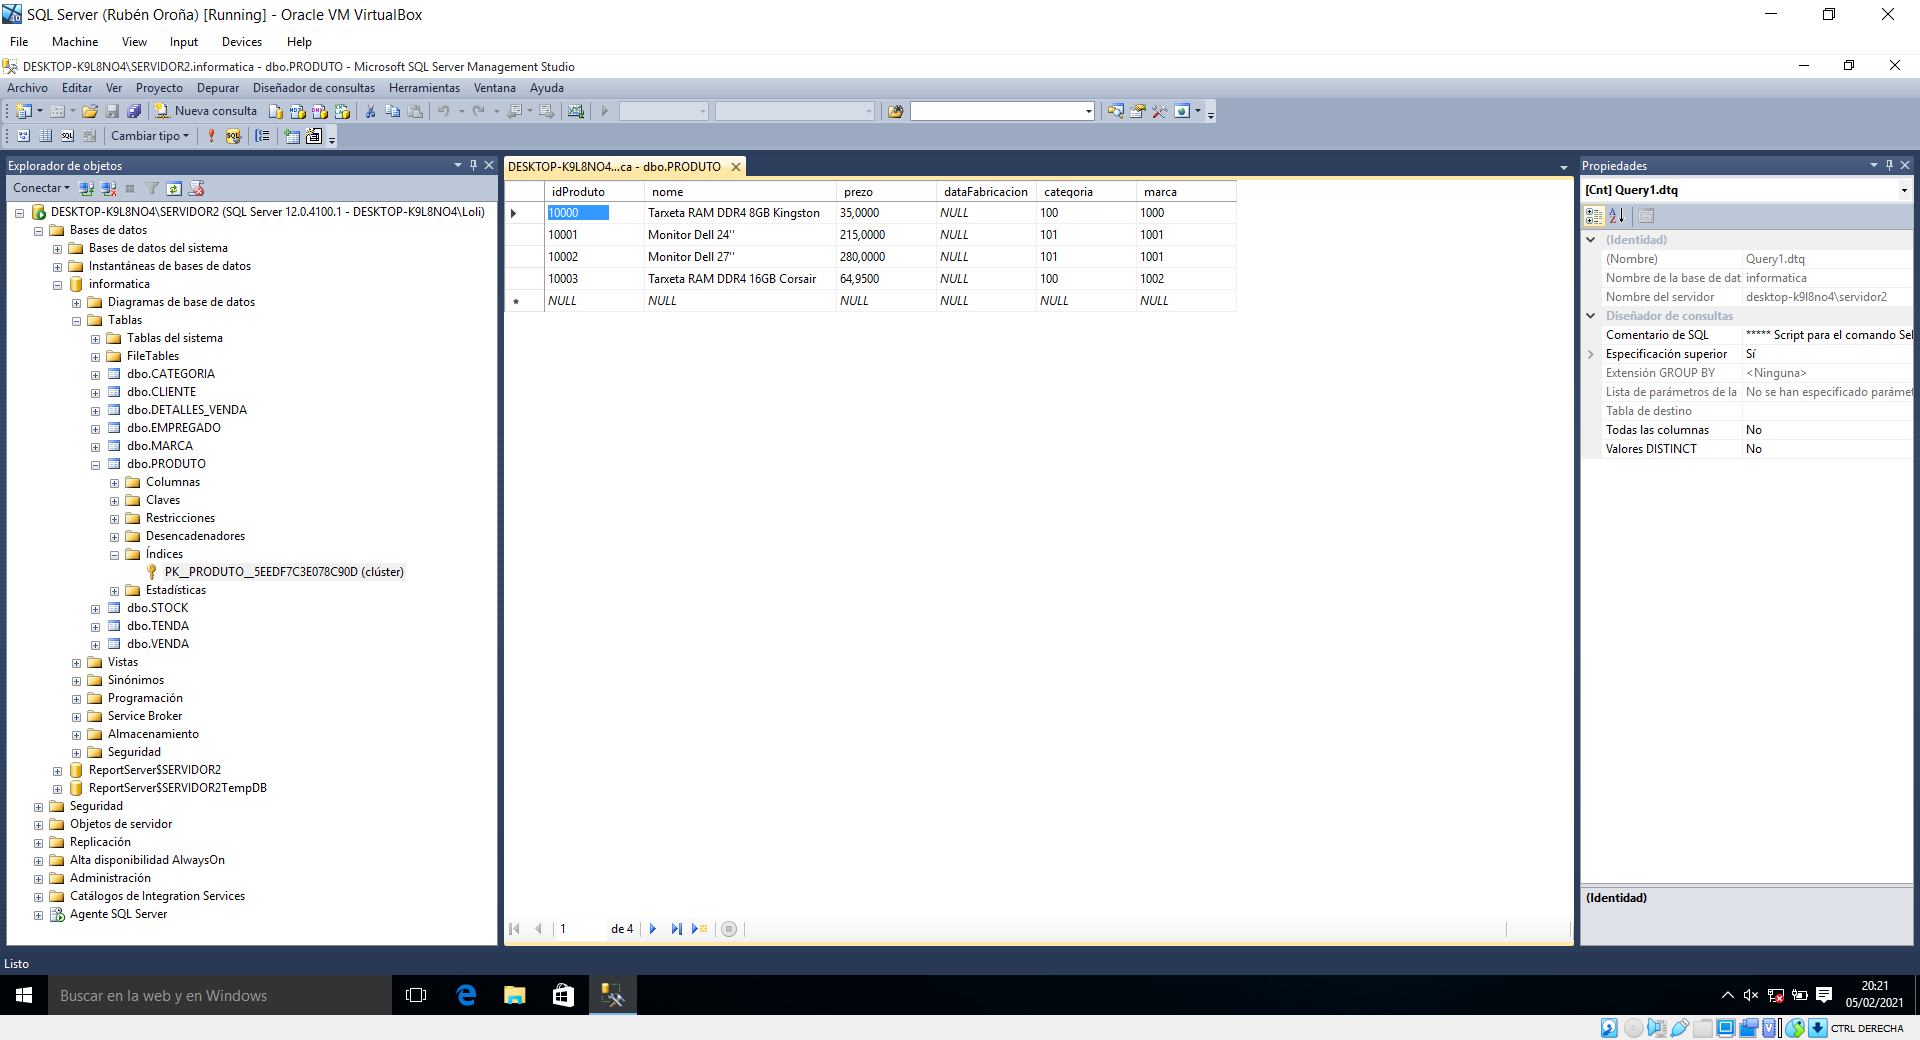 SQL Server (Rubén Oroña) [Running] - Oracle VM VirtualBox
File Machine View Input Devices Help
DESKTOP-K9L8NO4\SERVIDOR2.informatica - dbo.PRODUTO - Microsoft SQL Server Management Studio
Archivo Editar Ver Proyecto Depurar Diseñador de consultas Herramientas Ventana Ayuda
Nueva consulta
Cambiar tipo
Explorador de objetos
Conectar
DESKTOP-K9L8NO4\SERVIDOR2 (SQL Server 12.0.4100.1 - DESKTOP-K9L8NO4\Loli)
Bases de datos
Bases de datos del sistema
Instantáneas de bases de datos
informatica
Diagramas de base de datos
Tablas
Tablas del sistema
FileTables
dbo.CATEGORIA
dbo.CLIENTE
dbo.DETALLES_VENDA
dbo.EMPREGADO
dbo.MARCA
dbo.PRODUTO
Columnas
Claves
Restricciones
Desencadenadores
Índices
PK__PRODUTO__5EEDF7C3E078C90D (clúster)
Estadísticas
dbo.STOCK
dbo.TENDA
dbo.VENDA
Vistas
Sinónimos
Programación
Service Broker
Almacenamiento
Seguridad
ReportServer$SERVIDOR2
ReportServer$SERVIDOR2TempDB
Seguridad
Objetos de servidor
Replicación
Alta disponibilidad AlwaysOn
Administración
Catálogos de Integration Services
Agente SQL Server
DESKTOP-K9L8NO4...ca - dbo.PRODUTO
idProduto nome prezo dataFabricacion categoria marca
10000 Tarxeta RAM DDR4 8GB Kingston 35,0000 NULL 100 1000
10001 Monitor Dell 24'' 215,0000 NULL 101 1001
10002 Monitor Dell 27'' 280,0000 NULL 101 1001
10003 Tarxeta RAM DDR4 16GB Corsair 64,9500 NULL 100 1002
NULL NULL NULL NULL NULL NULL
1 de 4
Propiedades
[Cnt] Query1.dtq
(Identidad)
(Nombre) Query1.dtq
Nombre de la base de dat informatica
Nombre del servidor desktop-k9l8no4\servidor2
Diseñador de consultas
Comentario de SQL ***** Script para el comando Sel
Especificación superior Sí
Extensión GROUP BY <Ninguna>
Lista de parámetros de la No se han especificado parámet
Tabla de destino
Todas las columnas No
Valores DISTINCT No
(Identidad)
Listo
Buscar en la web y en Windows
20:21
05/02/2021
CTRL DERECHA